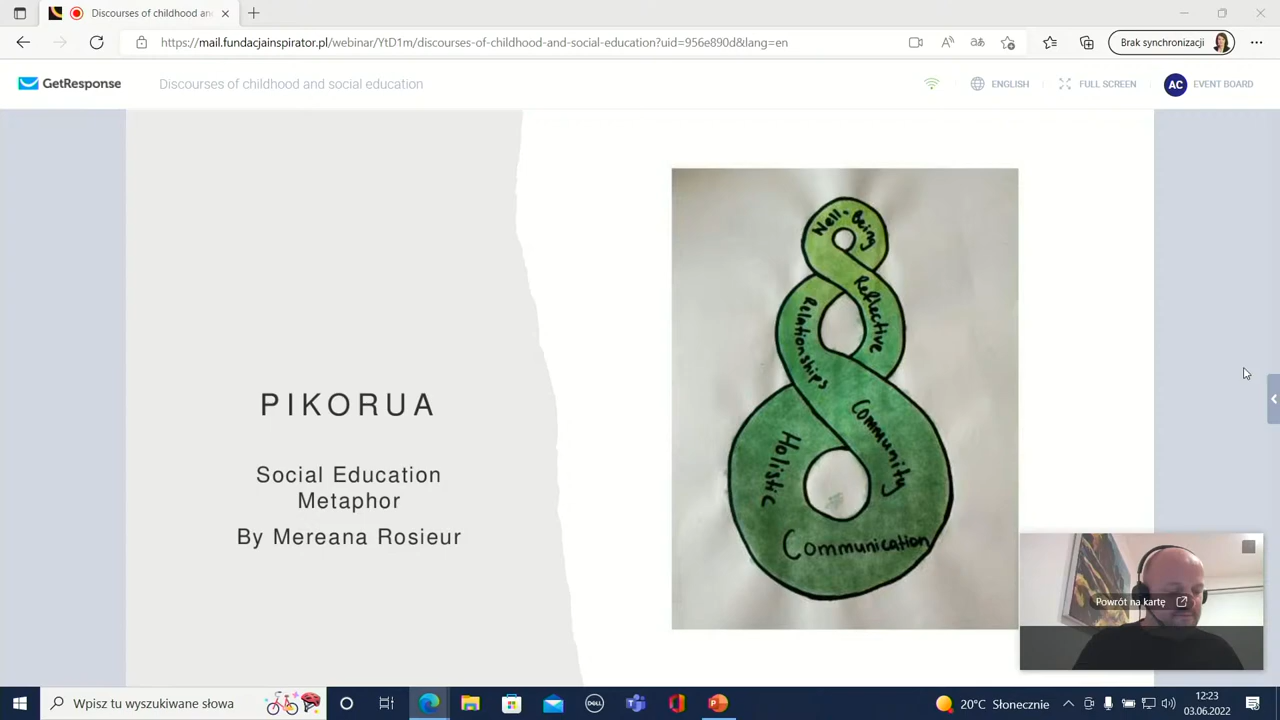 Discourses of childhood an
https://mail.fundacjainspirator.pl/webinar/YtD1m/discourses-of-childhood-and-social-education?uid=956e890d&lang=en
Brak synchronizacji
GetResponse
Discourses of childhood and social education
ENGLISH
FULL SCREEN
AC
EVENT BOARD
PIKORUA
Social Education
Metaphor
By Mereana Rosieur
Well-Being
Reflective
Relationships
Community
Holistic
Communication
Powrót na kartę
Wpisz tu wyszukiwane słowa
DELL
20°C Słonecznie
12:23
03.06.2022